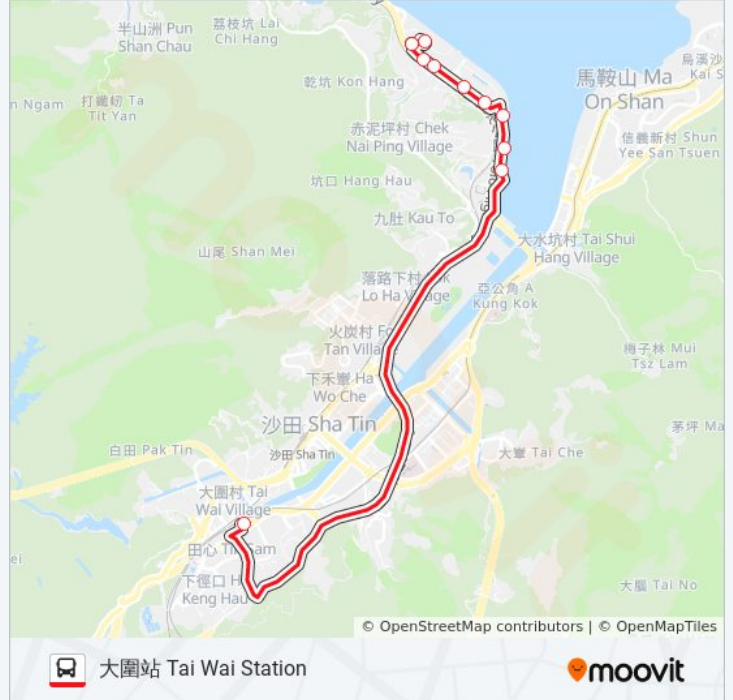 半山洲 Pun
Shan Chau
荔枝坑 Lai
Chi Hang
烏溪沙
Kai S
馬鞍山 Ma
On Shan
乾坑 Kon Hang
n Ngam
打鐵屻 Ta
Tit Yan
赤泥坪村 Chek
Nai Ping Village
信義新村 Shun
Yee San Tsuen
坑口 Hang Hau
九肚 Kau To
山尾 Shan Mei
大水坑村 Tai Shui
Hang Village
落路下村
Lo Ha Village
亞公角 A
Kung Kok
火炭村 Fo
Tan Village
梅子林 Mui
Tsz Lam
下禾輋 Ha
Wo Che
沙田 Sha Tin
茅坪 Ma
白田 Pak Tin
沙田 Sha Tin
大輋 Tai Che
大圍村 Tai
Wai Village
ei
田心 Tin Sam
下徑口 H
Keng Hau
大腦 Tai No
© OpenStreetMap contributors | © OpenMapTiles
大圍站 Tai Wai Station
moovit